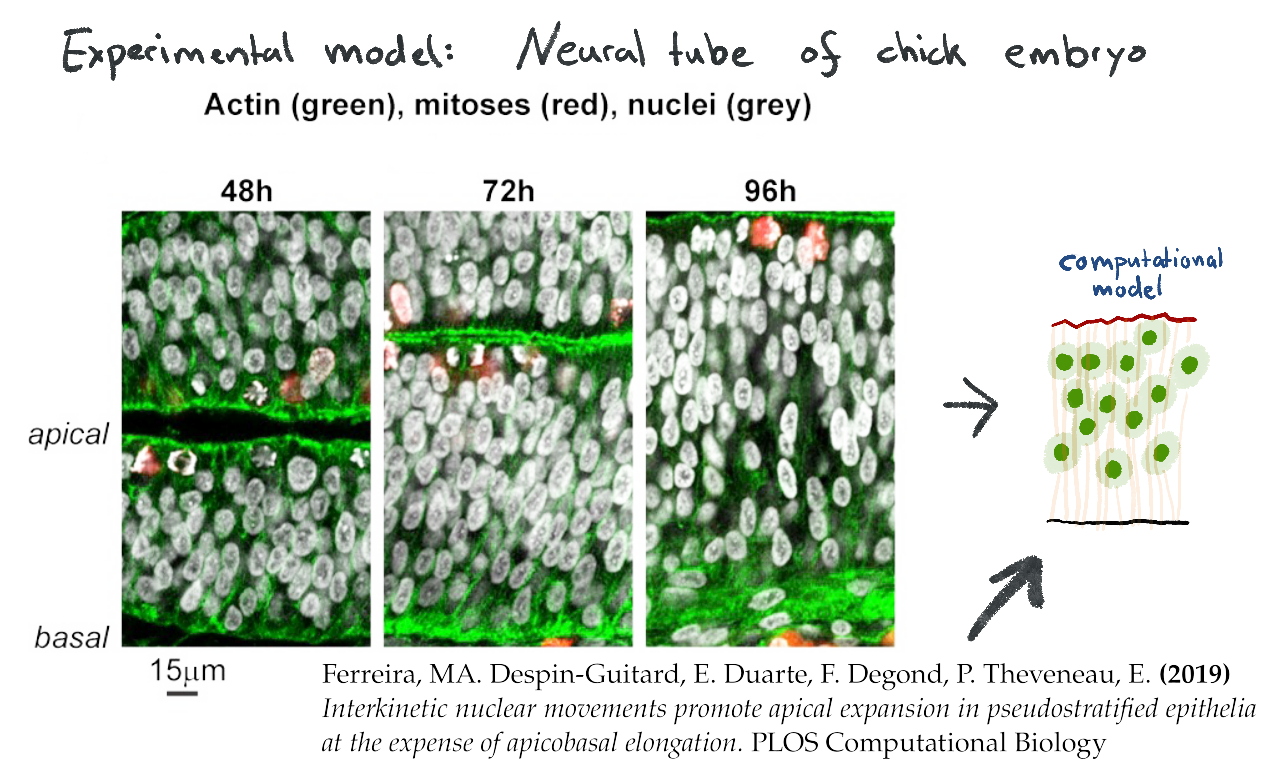 Experimental model: Neural tube of chick embryo
Actin (green), mitoses (red), nuclei (grey)
48h 72h 96h
computational
model
apical
basal
15μm
Ferreira, MA. Despin-Guitard, E. Duarte, F. Degond, P. Theveneau, E. (2019)
Interkinetic nuclear movements promote apical expansion in pseudostratified epithelia
at the expense of apicobasal elongation. PLOS Computational Biology